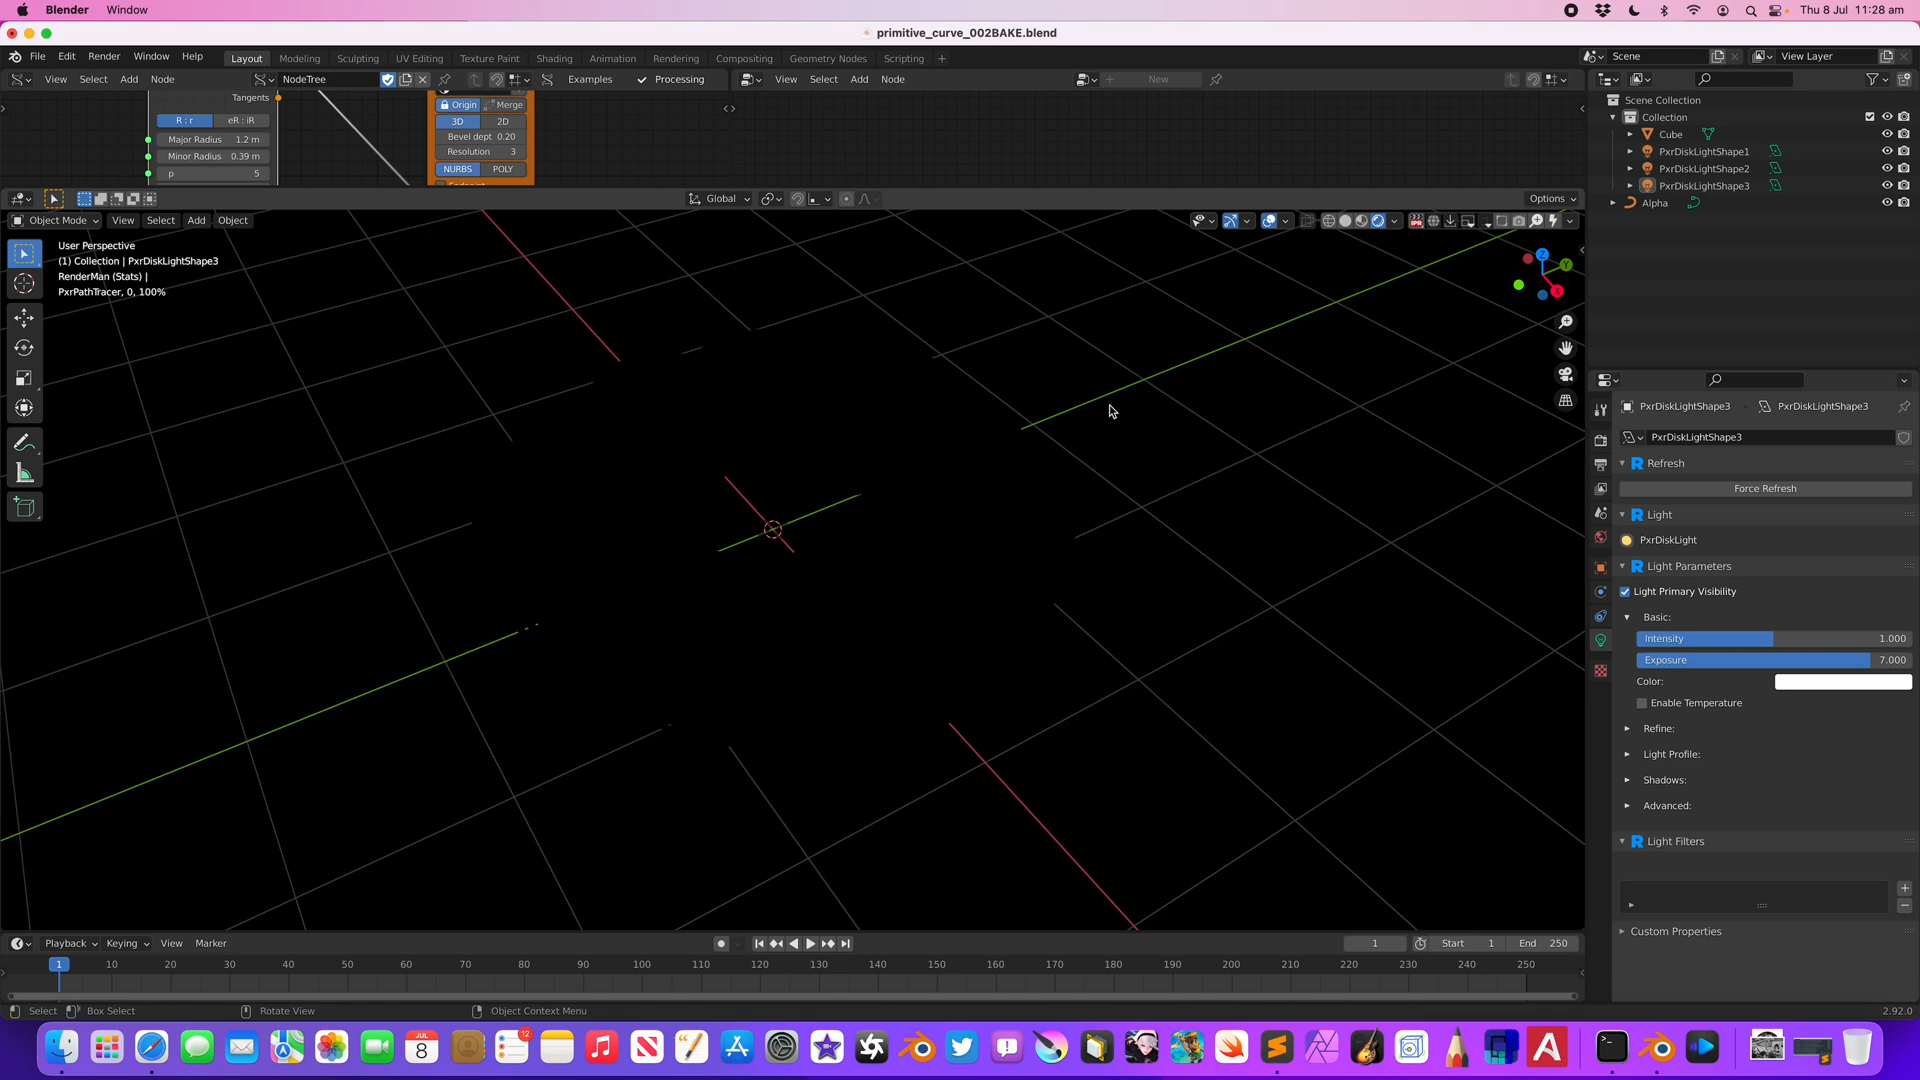 Blender Window Thu 8 Jul 11:28 am
primitive_curve_002BAKE.blend
File Edit Render Window Help Layout Modeling Sculpting UV Editing Texture Paint Shading Animation Rendering Compositing Geometry Nodes Scripting + Scene View Layer
View Select Add Node NodeTree Examples Processing View Select Add Node New
Tangents
R : r eR : iR
Major Radius 1.2 m
Minor Radius 0.39 m
p 5
Origin Merge
3D 2D
Bevel dept 0.20
Resolution 3
NURBS POLY
Scene Collection
Collection
Cube
PxrDiskLightShape1
PxrDiskLightShape2
PxrDiskLightShape3
Alpha
Global Options
Object Mode View Select Add Object
IPR
User Perspective
(1) Collection | PxrDiskLightShape3
RenderMan (Stats) |
PxrPathTracer, 0, 100%
Z
Y
X
PxrDiskLightShape3 PxrDiskLightShape3
PxrDiskLightShape3
Refresh
Force Refresh
Light
PxrDiskLight
Light Parameters
Light Primary Visibility
Basic:
Intensity 1.000
Exposure 7.000
Color:
Enable Temperature
Refine:
Light Profile:
Shadows:
Advanced:
Light Filters
Custom Properties
Playback Keying View Marker 1 Start 1 End 250
1 10 20 30 40 50 60 70 80 90 100 110 120 130 140 150 160 170 180 190 200 210 220 230 240 250
Select Box Select Rotate View Object Context Menu 2.92.0
JUL
8
12